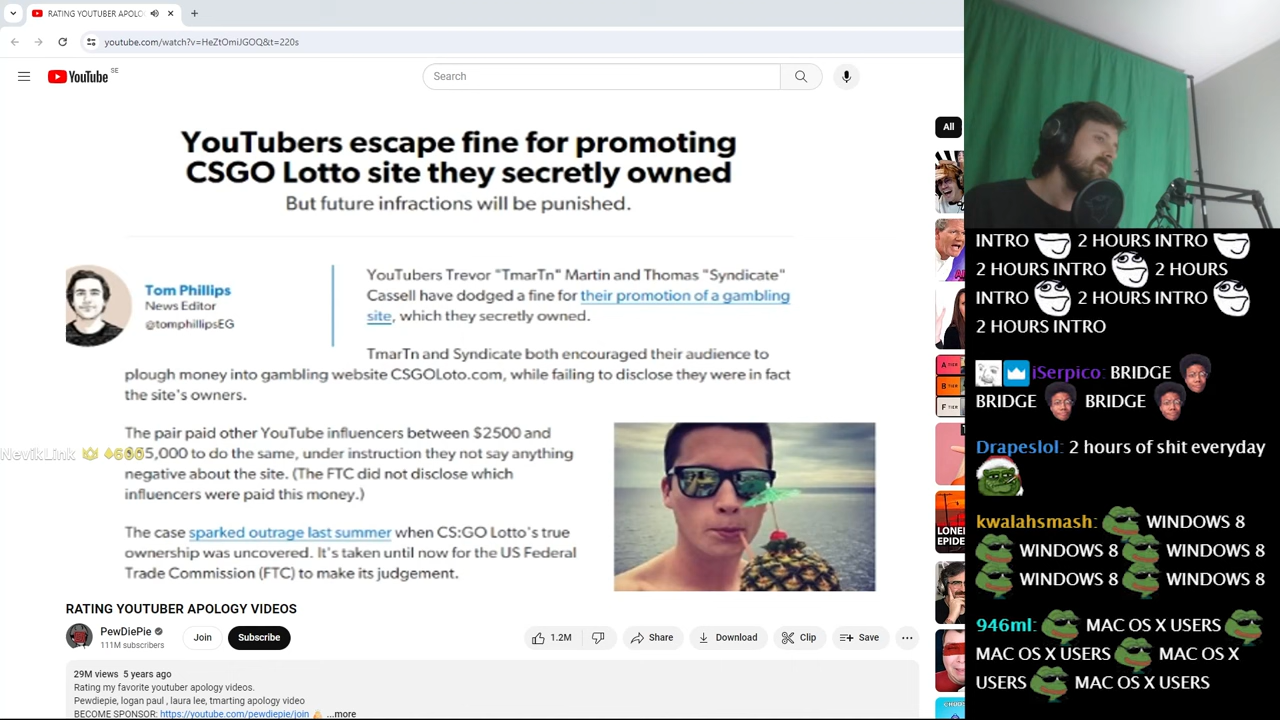 RATING YOUTUBER APOLO
youtube.com/watch?v=HeZtOmiJGOQ&t=220s
YouTube SE
Search
All
YouTubers escape fine for promoting
CSGO Lotto site they secretly owned
But future infractions will be punished.
Tom Phillips
News Editor
@tomphillipsEG
YouTubers Trevor "TmarTn" Martin and Thomas "Syndicate"
Cassell have dodged a fine for their promotion of a gambling
site, which they secretly owned.
TmarTn and Syndicate both encouraged their audience to
plough money into gambling website CSGOLoto.com, while failing to disclose they were in fact
the site's owners.
The pair paid other YouTube influencers between $2500 and
5,000 to do the same, under instruction they not say anything
negative about the site. (The FTC did not disclose which
influencers were paid this money.)
The case sparked outrage last summer when CS:GO Lotto's true
ownership was uncovered. It's taken until now for the US Federal
Trade Commission (FTC) to make its judgement.
NevikLink 600
RATING YOUTUBER APOLOGY VIDEOS
PewDiePie
111M subscribers
Join
Subscribe
1.2M
Share
Download
Clip
Save
29M views 5 years ago
Rating my favorite youtuber apology videos.
Pewdiepie, logan paul , laura lee, tmarting apology video
BECOME SPONSOR: https://youtube.com/pewdiepie/join ...more
A
B
F
LONEL
EPIDE
INTRO 2 HOURS INTRO
2 HOURS INTRO 2 HOURS
INTRO 2 HOURS INTRO
2 HOURS INTRO
iSerpico: BRIDGE
BRIDGE BRIDGE
Drapeslol: 2 hours of shit everyday
kwalahsmash: WINDOWS 8
WINDOWS 8 WINDOWS 8
WINDOWS 8 WINDOWS 8
946ml: MAC OS X USERS
MAC OS X USERS MAC OS X
USERS MAC OS X USERS